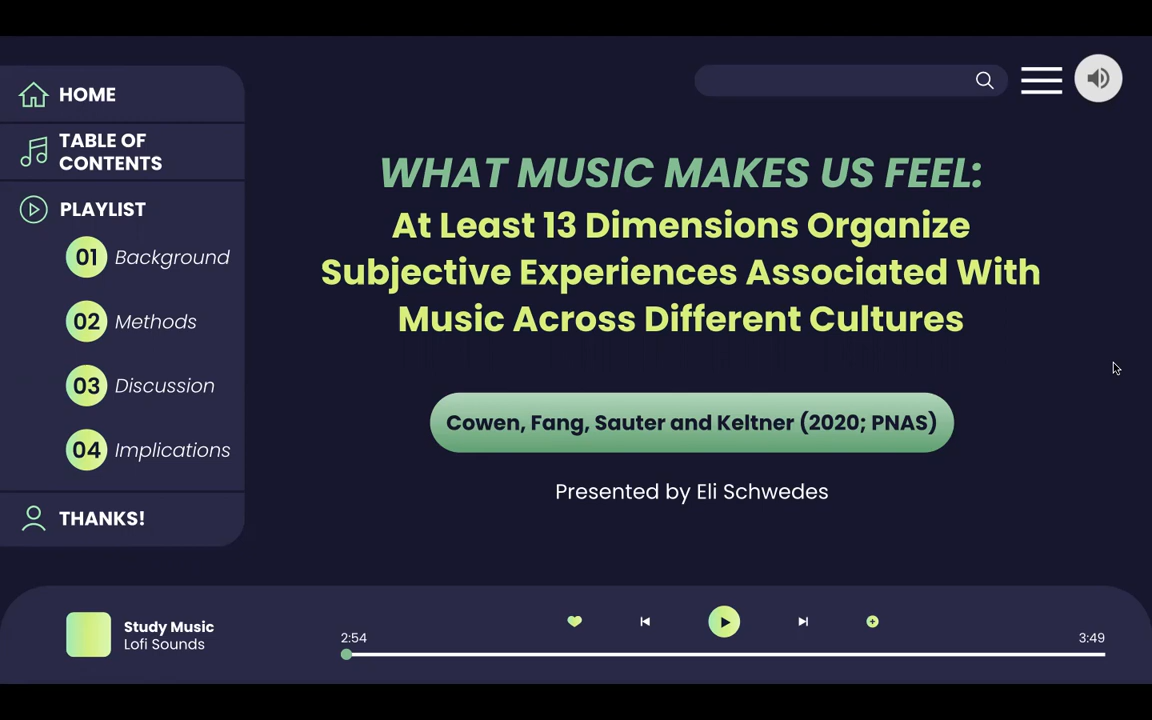 HOME
TABLE OF
CONTENTS
PLAYLIST
01 Background
02 Methods
03 Discussion
04 Implications
THANKS!
WHAT MUSIC MAKES US FEEL:
At Least 13 Dimensions Organize
Subjective Experiences Associated With
Music Across Different Cultures
Cowen, Fang, Sauter and Keltner (2020; PNAS)
Presented by Eli Schwedes
Study Music
Lofi Sounds
2:54
3:49